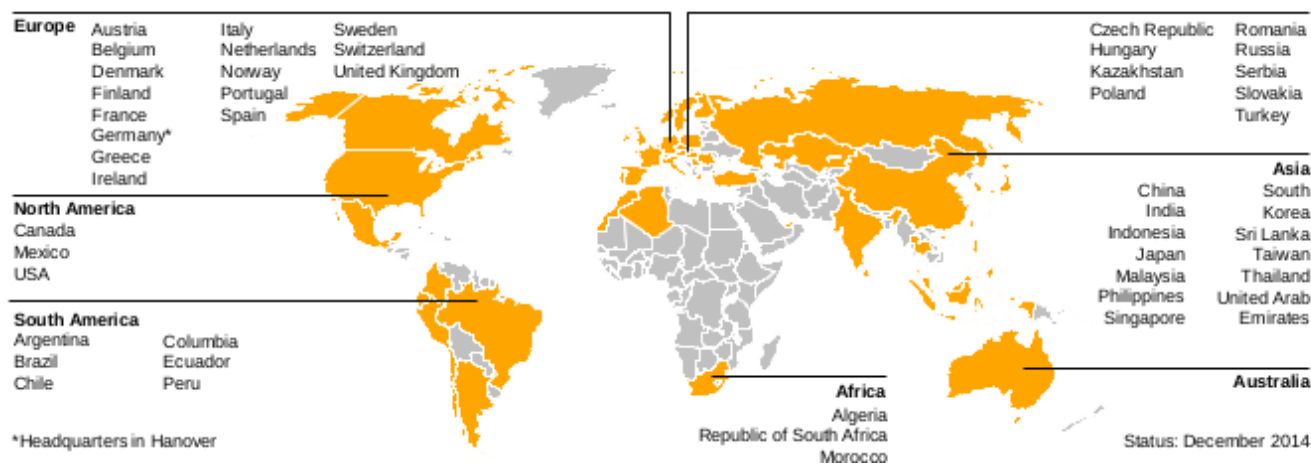 Europe
Austria
Belgium
Denmark
Finland
France
Germany*
Greece
Ireland
Italy
Netherlands
Norway
Portugal
Spain
Sweden
Switzerland
United Kingdom
Czech Republic
Hungary
Kazakhstan
Poland
Romania
Russia
Serbia
Slovakia
Turkey
North America
Canada
Mexico
USA
South America
Argentina
Brazil
Chile
Columbia
Ecuador
Peru
*Headquarters in Hanover
Africa
Algeria
Republic of South Africa
Morocco
Asia
China
India
Indonesia
Japan
Malaysia
Philippines
Singapore
South
Korea
Sri Lanka
Taiwan
Thailand
United Arab
Emirates
Australia
Status: December 2014